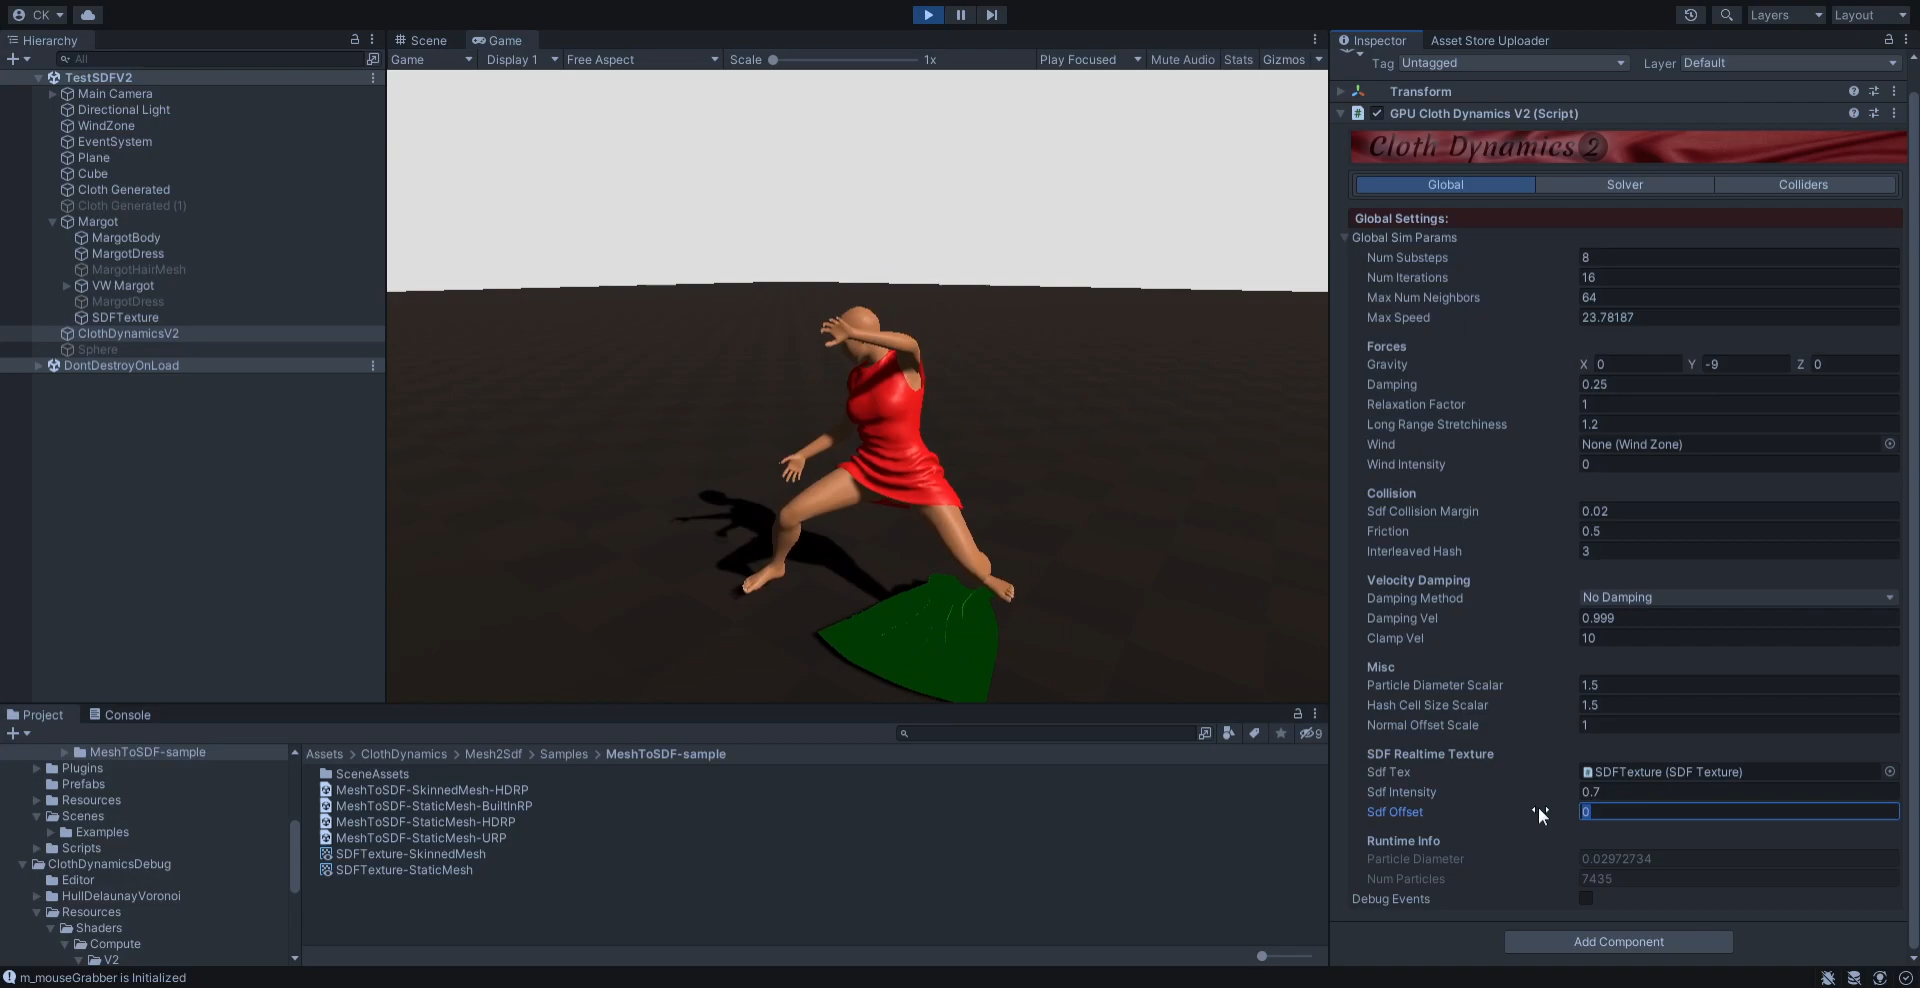 CK
Layers
Layout
Hierarchy
All
TestSDFV2
Main Camera
Directional Light
WindZone
EventSystem
Plane
Cube
Cloth Generated
Cloth Generated (1)
Margot
MargotBody
MargotDress
MargotHairMesh
VW Margot
MargotDress
SDFTexture
ClothDynamicsV2
Sphere
DontDestroyOnLoad
Scene
Game
Game
Display 1
Free Aspect
Scale
1x
Play Focused
Mute Audio
Stats
Gizmos
Project
Console
9
MeshToSDF-sample
Plugins
Prefabs
Resources
Scenes
Examples
Scripts
ClothDynamicsDebug
Editor
HullDelaunayVoronoi
Resources
Shaders
Compute
V2
Assets > ClothDynamics > Mesh2Sdf > Samples > MeshToSDF-sample
SceneAssets
MeshToSDF-SkinnedMesh-HDRP
MeshToSDF-StaticMesh-BuiltInRP
MeshToSDF-StaticMesh-HDRP
MeshToSDF-StaticMesh-URP
SDFTexture-SkinnedMesh
SDFTexture-StaticMesh
m_mouseGrabber is Initialized
Inspector
Asset Store Uploader
Tag Untagged
Layer Default
Transform
# GPU Cloth Dynamics V2 (Script)
Cloth Dynamics 2
Global
Solver
Colliders
Global Settings:
Global Sim Params
Num Substeps 8
Num Iterations 16
Max Num Neighbors 64
Max Speed 23.78187
Forces
Gravity X 0 Y -9 Z 0
Damping 0.25
Relaxation Factor 1
Long Range Stretchiness 1.2
Wind None (Wind Zone)
Wind Intensity 0
Collision
Sdf Collision Margin 0.02
Friction 0.5
Interleaved Hash 3
Velocity Damping
Damping Method No Damping
Damping Vel 0.999
Clamp Vel 10
Misc
Particle Diameter Scalar 1.5
Hash Cell Size Scalar 1.5
Normal Offset Scale 1
SDF Realtime Texture
Sdf Tex SDFTexture (SDF Texture)
Sdf Intensity 0.7
Sdf Offset 0
Runtime Info
Particle Diameter 0.02972734
Num Particles 7435
Debug Events
Add Component